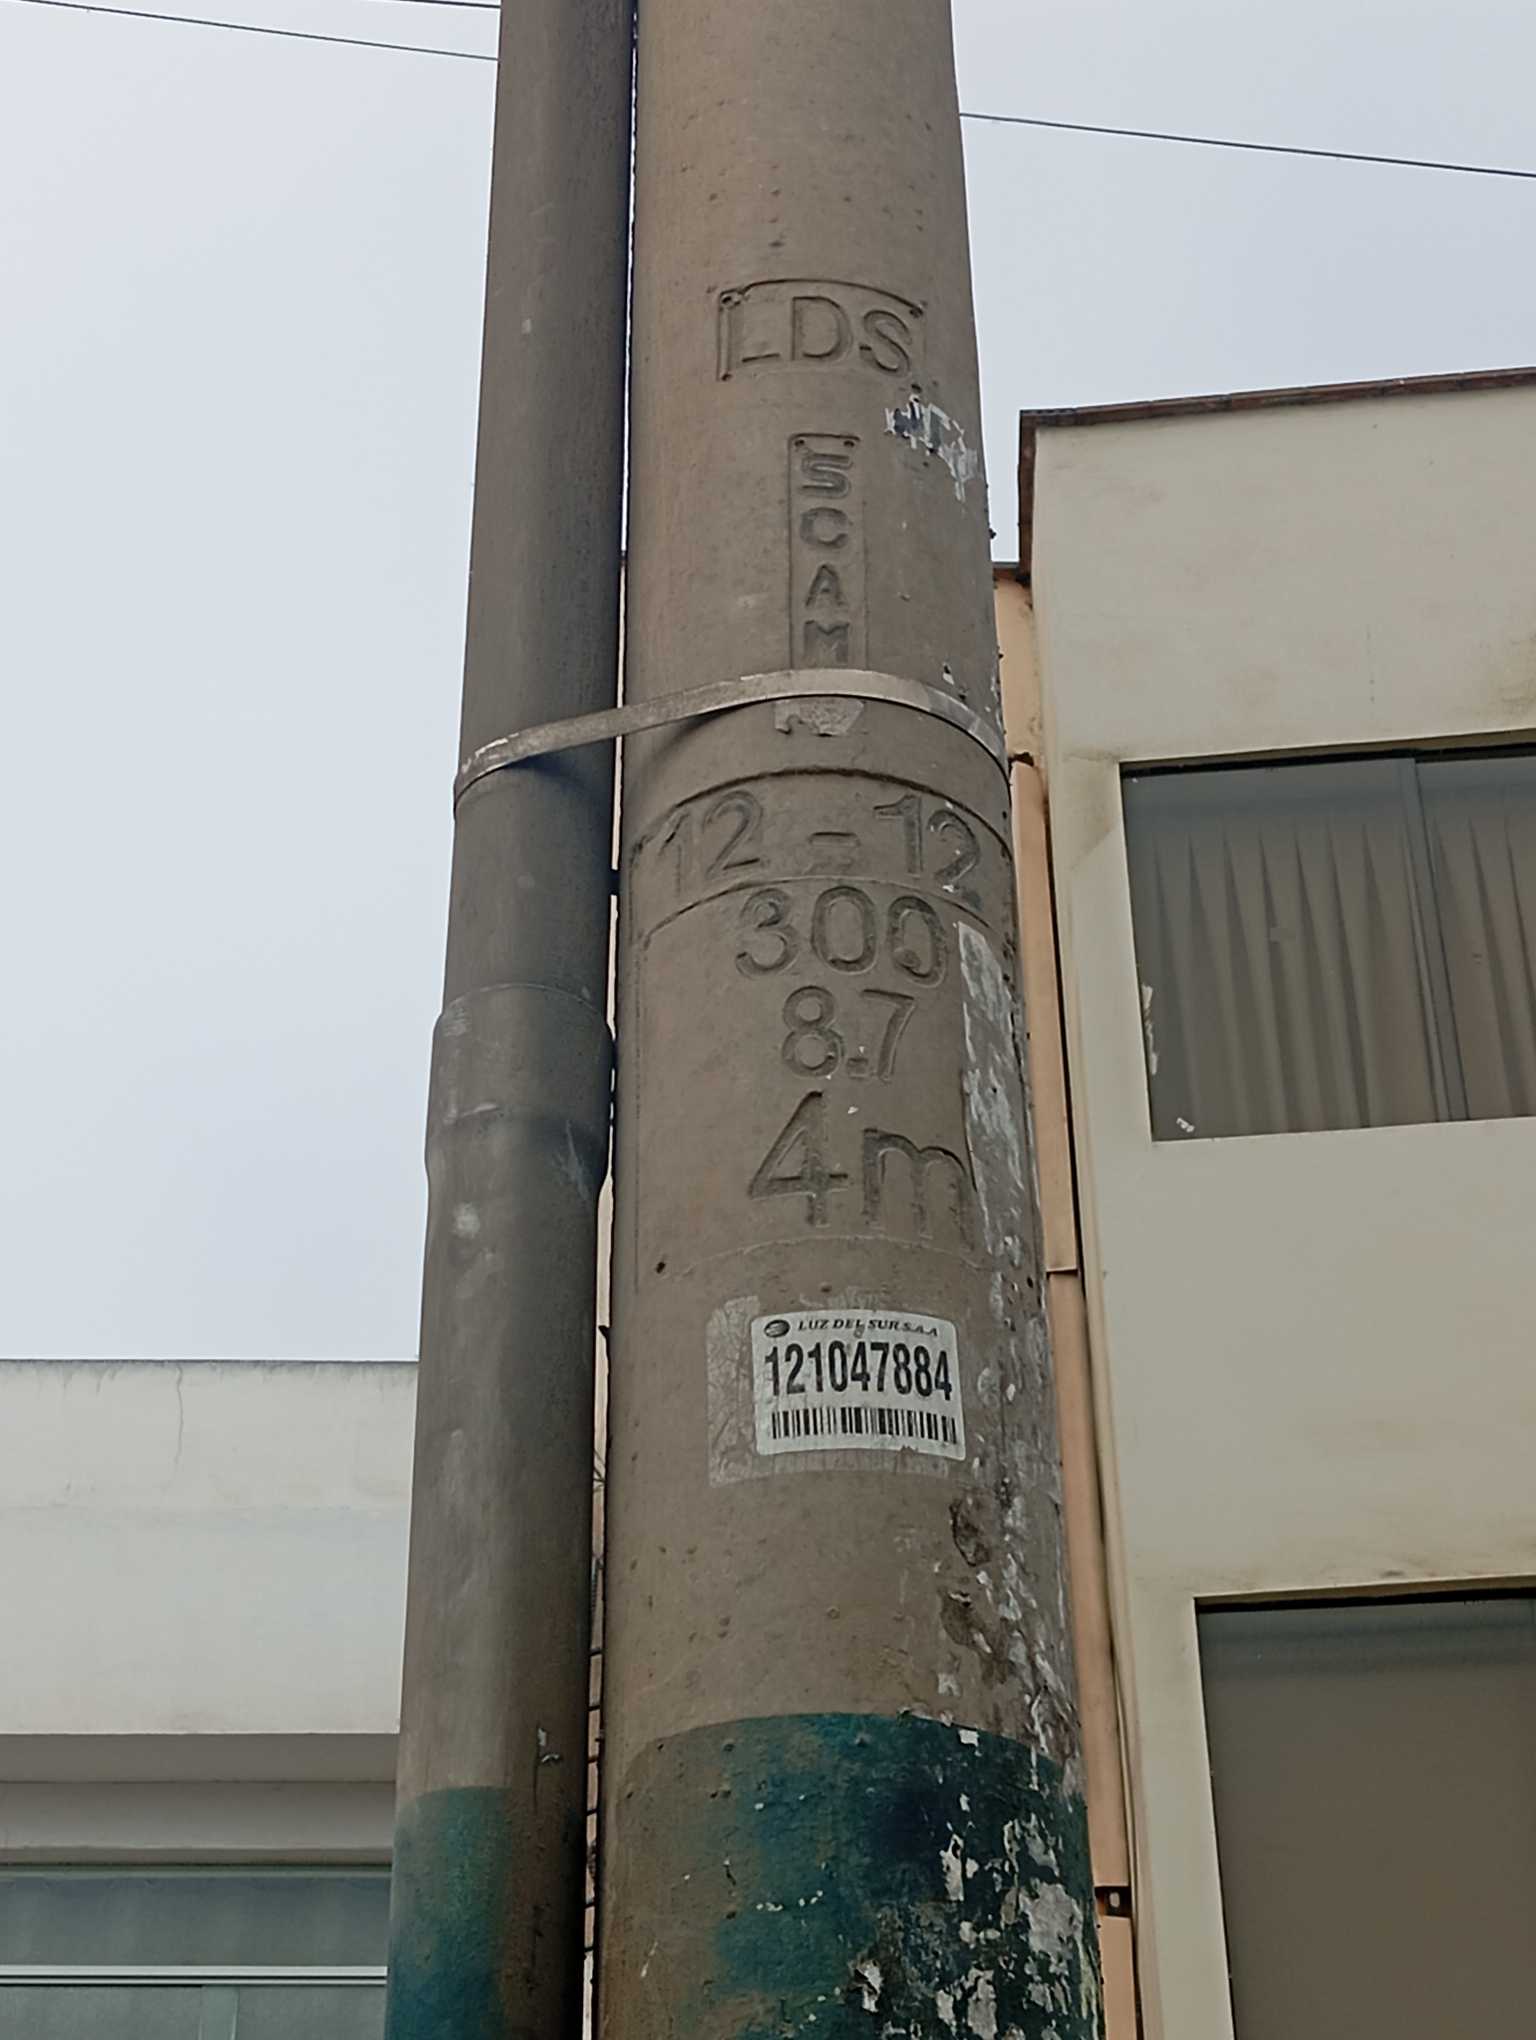 LDS
SCAM
12-12
300
8.7
4m
LUZ DEL SUR S.A.A
121047884